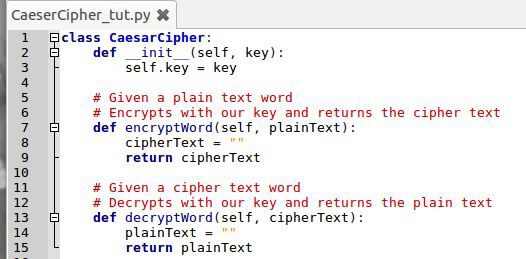 CaeserCipher_tut.py
1 class CaesarCipher:
2     def __init__(self, key):
3         self.key = key
4
5     # Given a plain text word
6     # Encrypts with our key and returns the cipher text
7     def encryptWord(self, plainText):
8         cipherText = ""
9         return cipherText
10
11     # Given a cipher text word
12     # Decrypts with our key and returns the plain text
13     def decryptWord(self, cipherText):
14         plainText = ""
15         return plainText